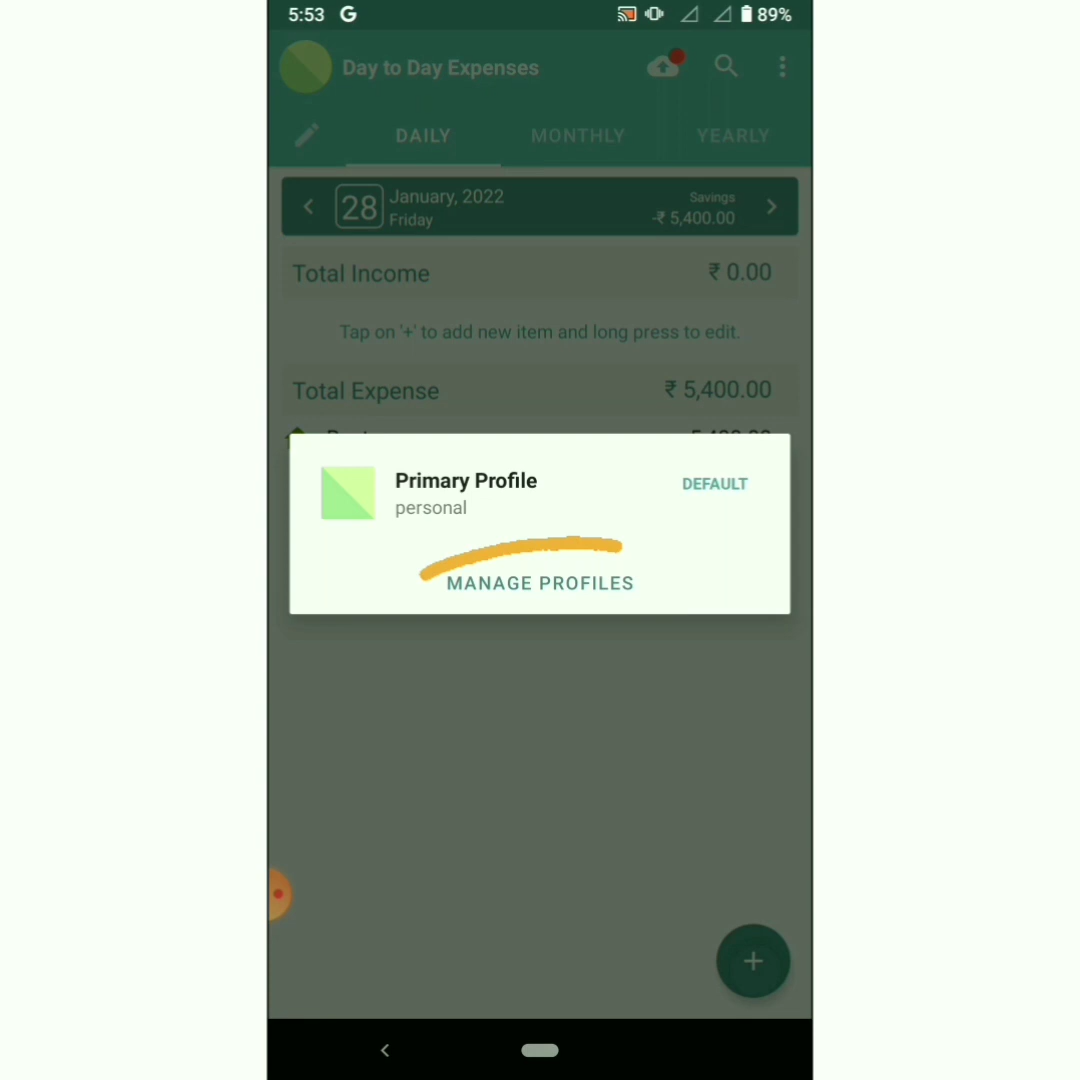 5:53 G 89%
Day to Day Expenses
DAILY MONTHLY YEARLY
28 January, 2022 Savings
Friday -₹ 5,400.00
Total Income ₹ 0.00
Tap on '+' to add new item and long press to edit.
Total Expense ₹ 5,400.00
Primary Profile DEFAULT
personal
MANAGE PROFILES